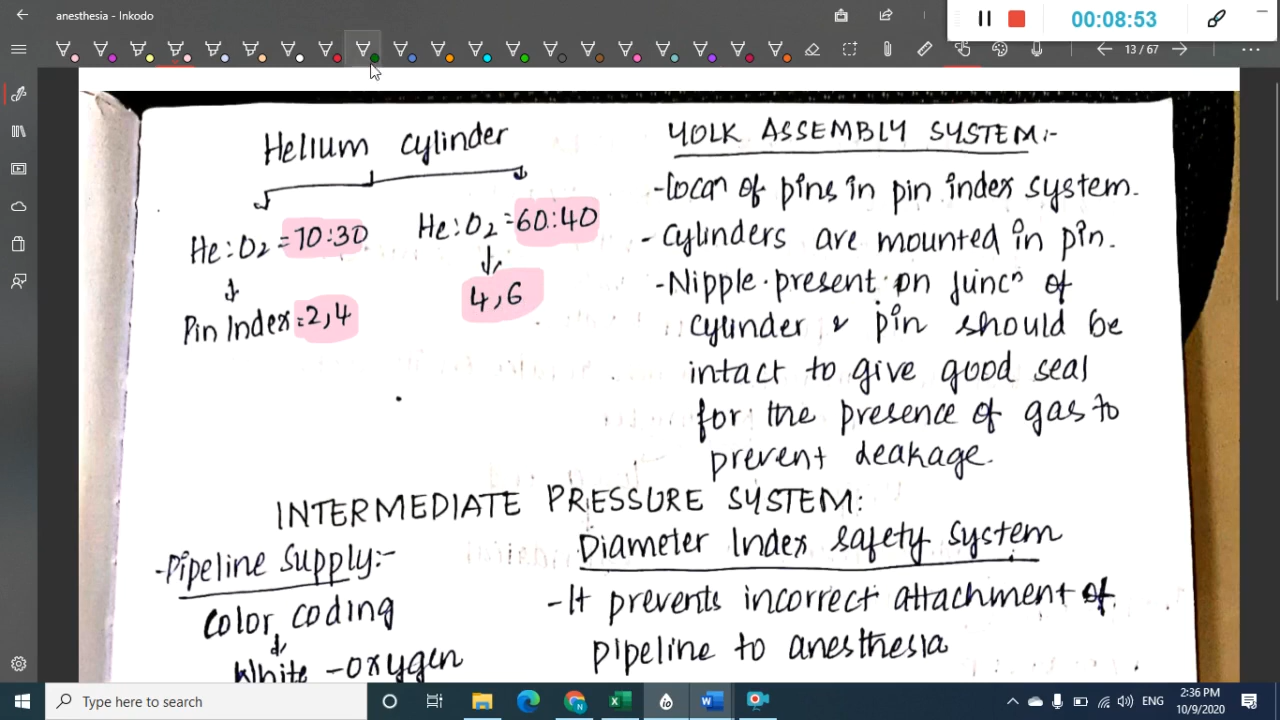 anesthesia - Inkodo
00:08:53
13 / 67
Helium cylinder
He:O2 = 70:30
He:O2 = 60:40
Pin Index = 2,4
4,6
YOLK ASSEMBLY SYSTEM:-
- Locan of pins in pin index system.
- Cylinders are mounted in pin.
- Nipple present on juncn of
cylinder & pin should be
intact to give good seal
for the presence of gas to
prevent deakage.
INTERMEDIATE PRESSURE SYSTEM:
- Pipeline supply:-
color coding
White - oxygen
Diameter Index safety system
- It prevents incorrect attachment of
pipeline to anesthesia
Type here to search
ENG
2:36 PM
10/9/2020